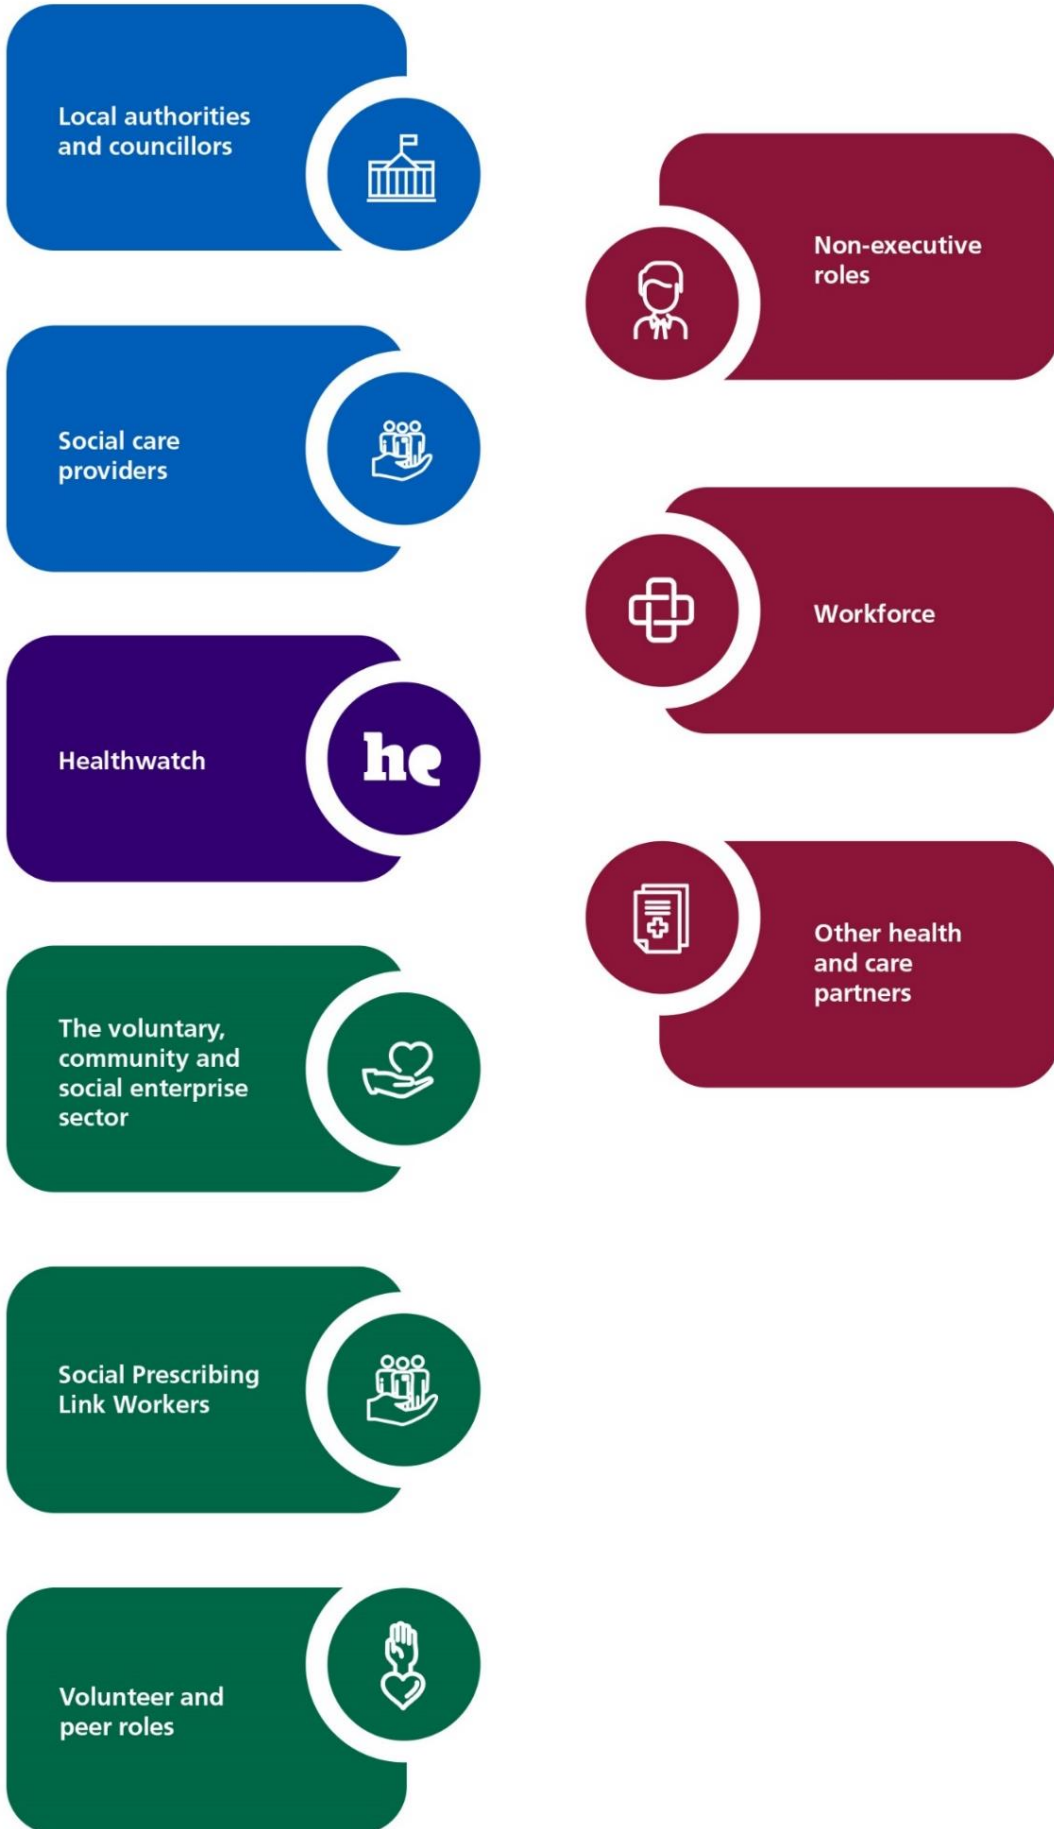 Local authorities
and councillors
Social care
providers
Healthwatch
he
The voluntary,
community and
social enterprise
sector
Social Prescribing
Link Workers
Volunteer and
peer roles
Non-executive
roles
Workforce
Other health
and care
partners